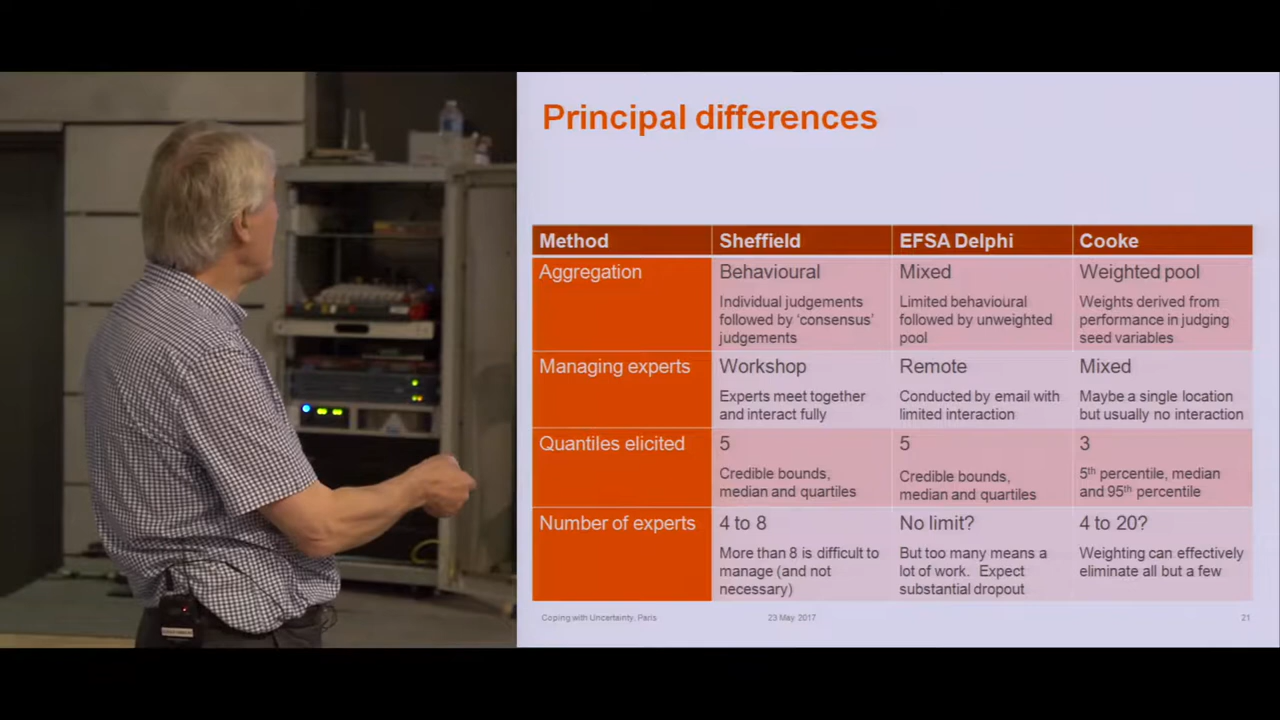 Principal differences
Method
Sheffield
EFSA Delphi
Cooke
Aggregation
Behavioural
Individual judgements
followed by ‘consensus’
judgements
Mixed
Limited behavioural
followed by unweighted
pool
Weighted pool
Weights derived from
performance in judging
seed variables
Managing experts
Workshop
Experts meet together
and interact fully
Remote
Conducted by email with
limited interaction
Mixed
Maybe a single location
but usually no interaction
Quantiles elicited
5
Credible bounds,
median and quartiles
5
Credible bounds,
median and quartiles
3
5th percentile, median
and 95th percentile
Number of experts
4 to 8
More than 8 is difficult to
manage (and not
necessary)
No limit?
But too many means a
lot of work. Expect
substantial dropout
4 to 20?
Weighting can effectively
eliminate all but a few
Coping with Uncertainty, Paris
23 May 2017
21